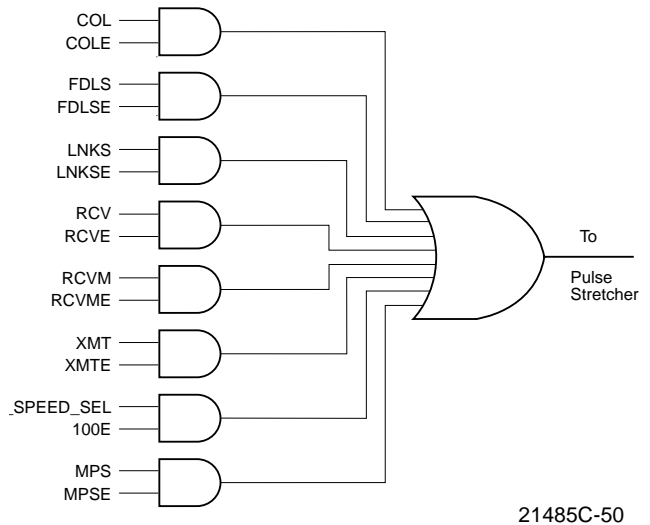 COL
COLE
FDLS
FDLSE
LNKS
LNKSE
RCV
RCVE
RCVM
RCVME
XMT
XMTE
_SPEED_SEL
100E
MPS
MPSE
To
Pulse
Stretcher
21485C-50